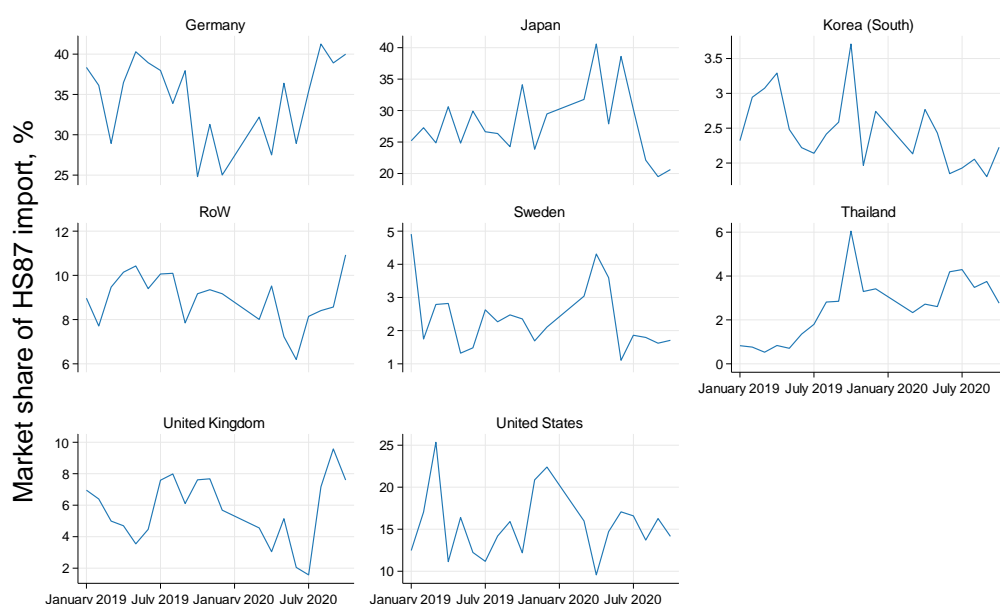 Market share of HS87 import, %
Germany
40
35
30
25
Japan
40
35
30
25
20
Korea (South)
3.5
3
2.5
2
RoW
12
10
8
6
Sweden
5
4
3
2
1
Thailand
6
4
2
0
January 2019 July 2019 January 2020 July 2020
United Kingdom
10
8
6
4
2
January 2019 July 2019 January 2020 July 2020
United States
25
20
15
10
January 2019 July 2019 January 2020 July 2020